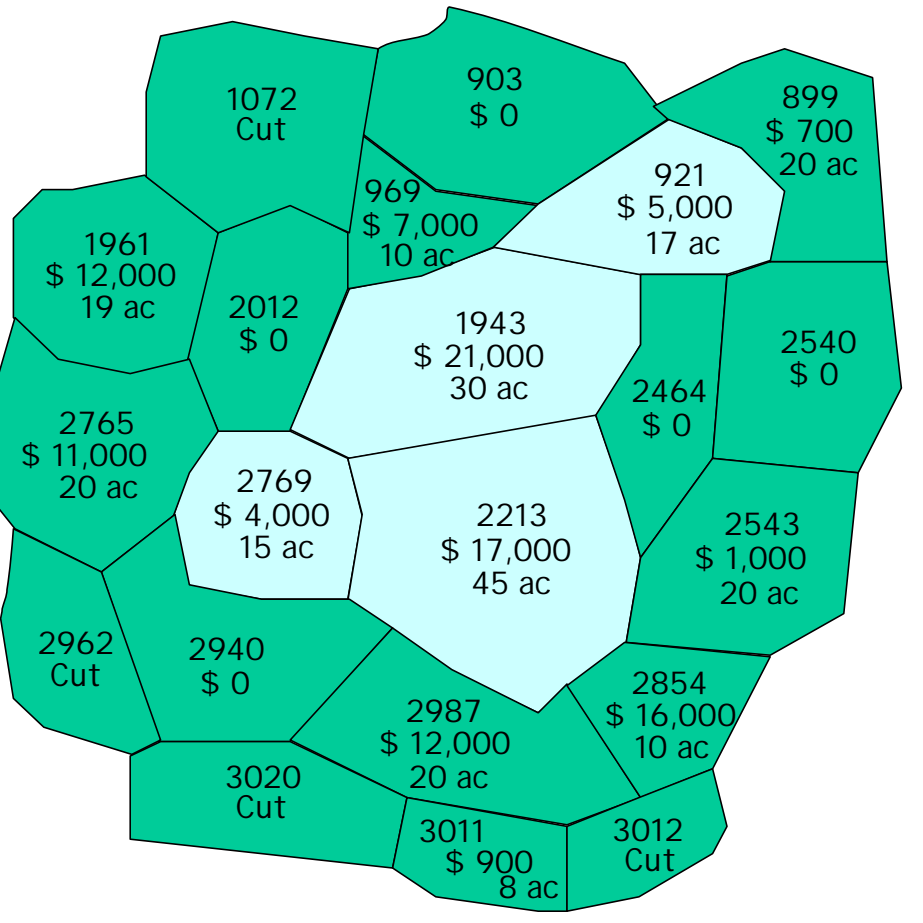 1072
Cut
903
$ 0
899
$ 700
20 ac
969
$ 7,000
10 ac
921
$ 5,000
17 ac
1961
$ 12,000
19 ac
2012
$ 0
1943
$ 21,000
30 ac
2464
$ 0
2540
$ 0
2765
$ 11,000
20 ac
2769
$ 4,000
15 ac
2213
$ 17,000
45 ac
2543
$ 1,000
20 ac
2962
Cut
2940
$ 0
2987
$ 12,000
20 ac
2854
$ 16,000
10 ac
3020
Cut
3011
$ 900
8 ac
3012
Cut